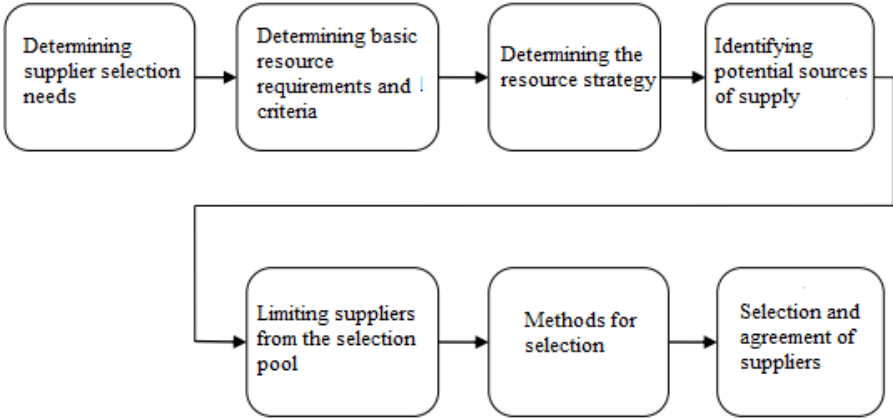 Determining
supplier selection
needs
Determining basic
resource
requirements and
criteria
Determining the
resource strategy
Identifying
potential sources
of supply
Limiting suppliers
from the selection
pool
Methods for
selection
Selection and
agreement of
suppliers